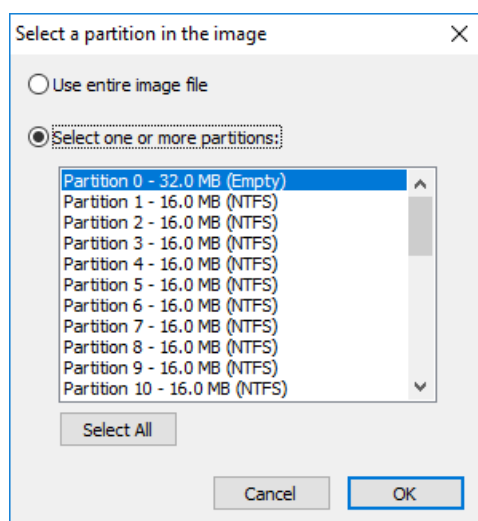 Select a partition in the image
Use entire image file
Select one or more partitions:
Partition 0 - 32.0 MB (Empty)
Partition 1 - 16.0 MB (NTFS)
Partition 2 - 16.0 MB (NTFS)
Partition 3 - 16.0 MB (NTFS)
Partition 4 - 16.0 MB (NTFS)
Partition 5 - 16.0 MB (NTFS)
Partition 6 - 16.0 MB (NTFS)
Partition 7 - 16.0 MB (NTFS)
Partition 8 - 16.0 MB (NTFS)
Partition 9 - 16.0 MB (NTFS)
Partition 10 - 16.0 MB (NTFS)
Select All
Cancel OK